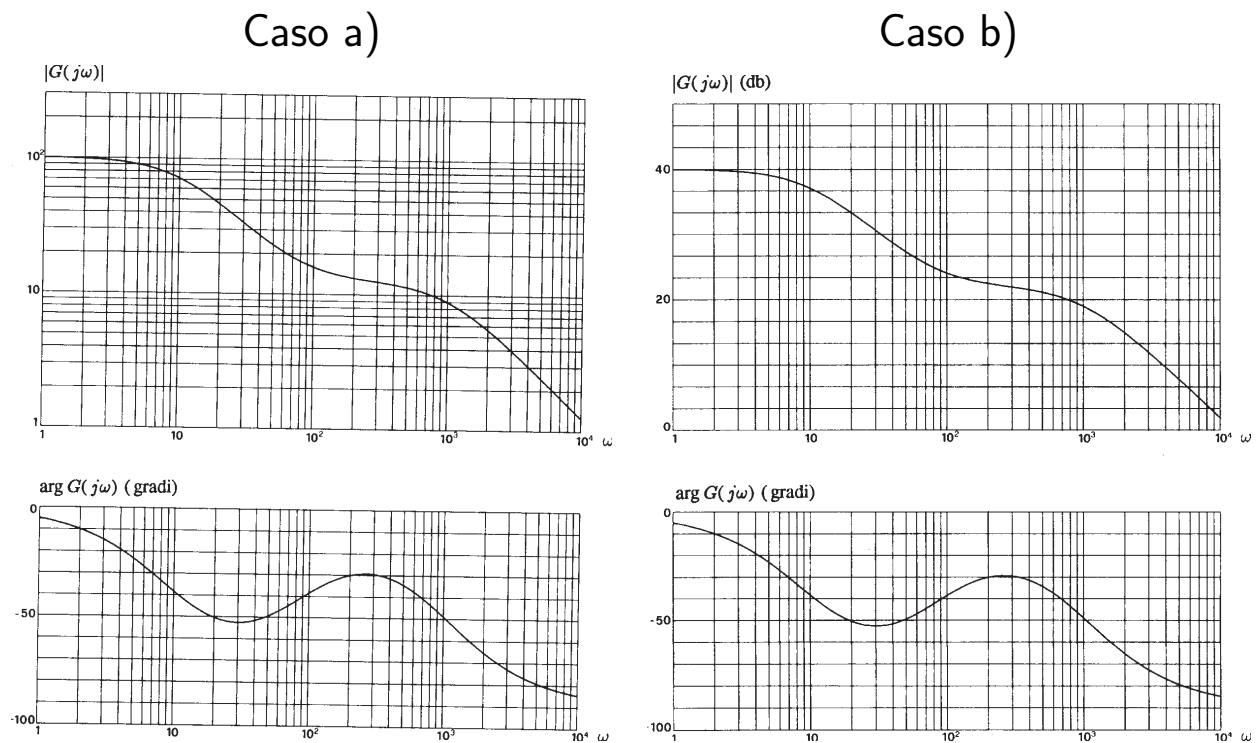 Caso a)
|G(jω)|
10²
10
1
1 10 10² 10³ 10⁴ ω
arg G(jω) (gradi)
0
-50
-100
1 10 10² 10³ 10⁴ ω
Caso b)
|G(jω)| (db)
40
20
0
1 10 10² 10³ 10⁴ ω
arg G(jω) (gradi)
0
-50
-100
1 10 10² 10³ 10⁴ ω